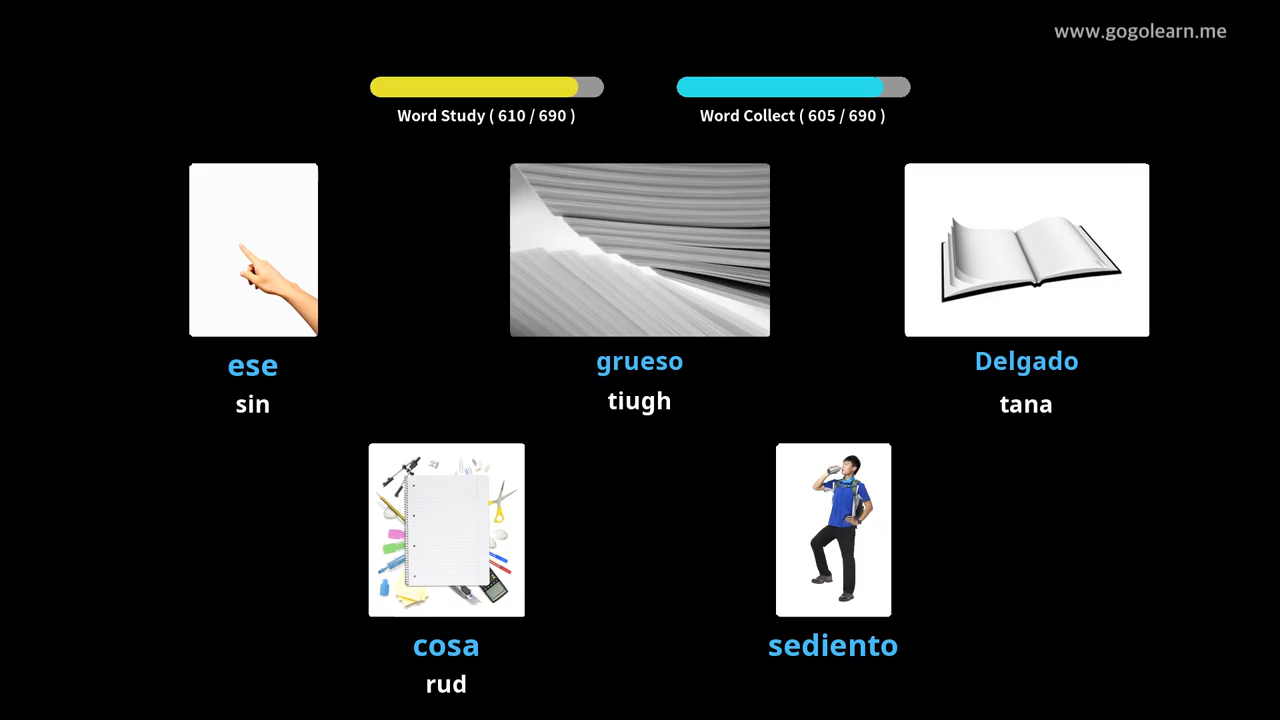 www.gogolearn.me
Word Study ( 610 / 690 )
Word Collect ( 605 / 690 )
ese
sin
grueso
tiugh
Delgado
tana
cosa
rud
sediento